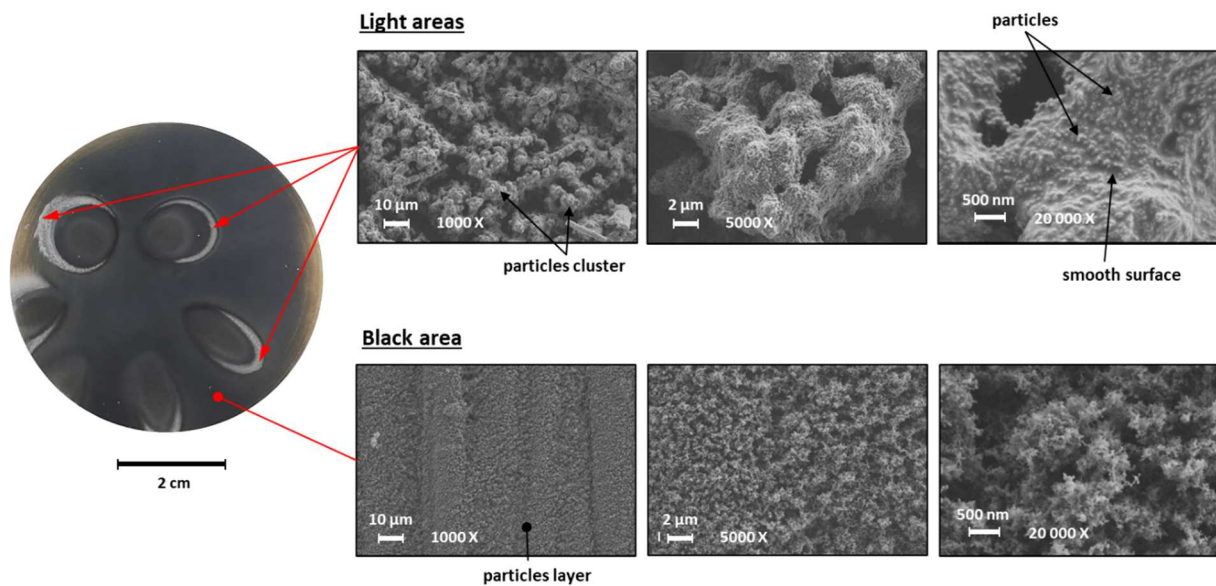 Light areas
particles
10 µm
1000 X
2 µm
5000 X
500 nm
20 000 X
particles cluster
smooth surface
Black area
2 cm
10 µm
1000 X
2 µm
5000 X
500 nm
20 000 X
particles layer